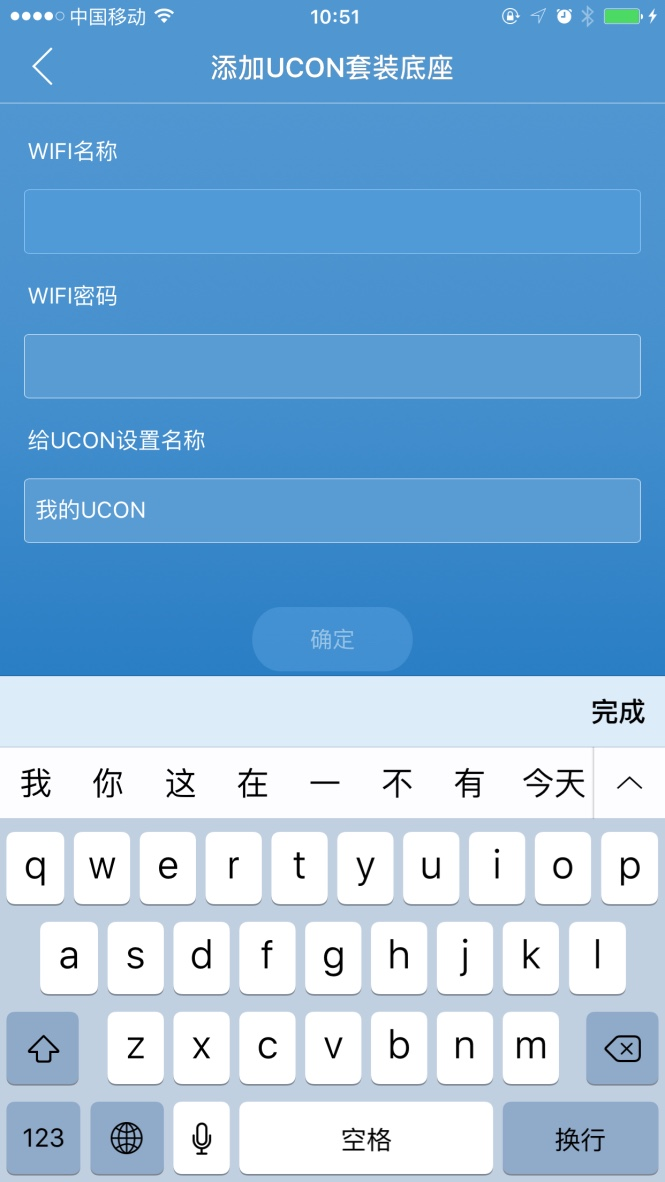 中国移动 10:51
添加UCON套装底座
WIFI名称
WIFI密码
给UCON设置名称
我的UCON
确定
完成
我 你 这 在 一 不 有 今天
q w e r t y u i o p
a s d f g h j k l
z x c v b n m
123 空格 换行